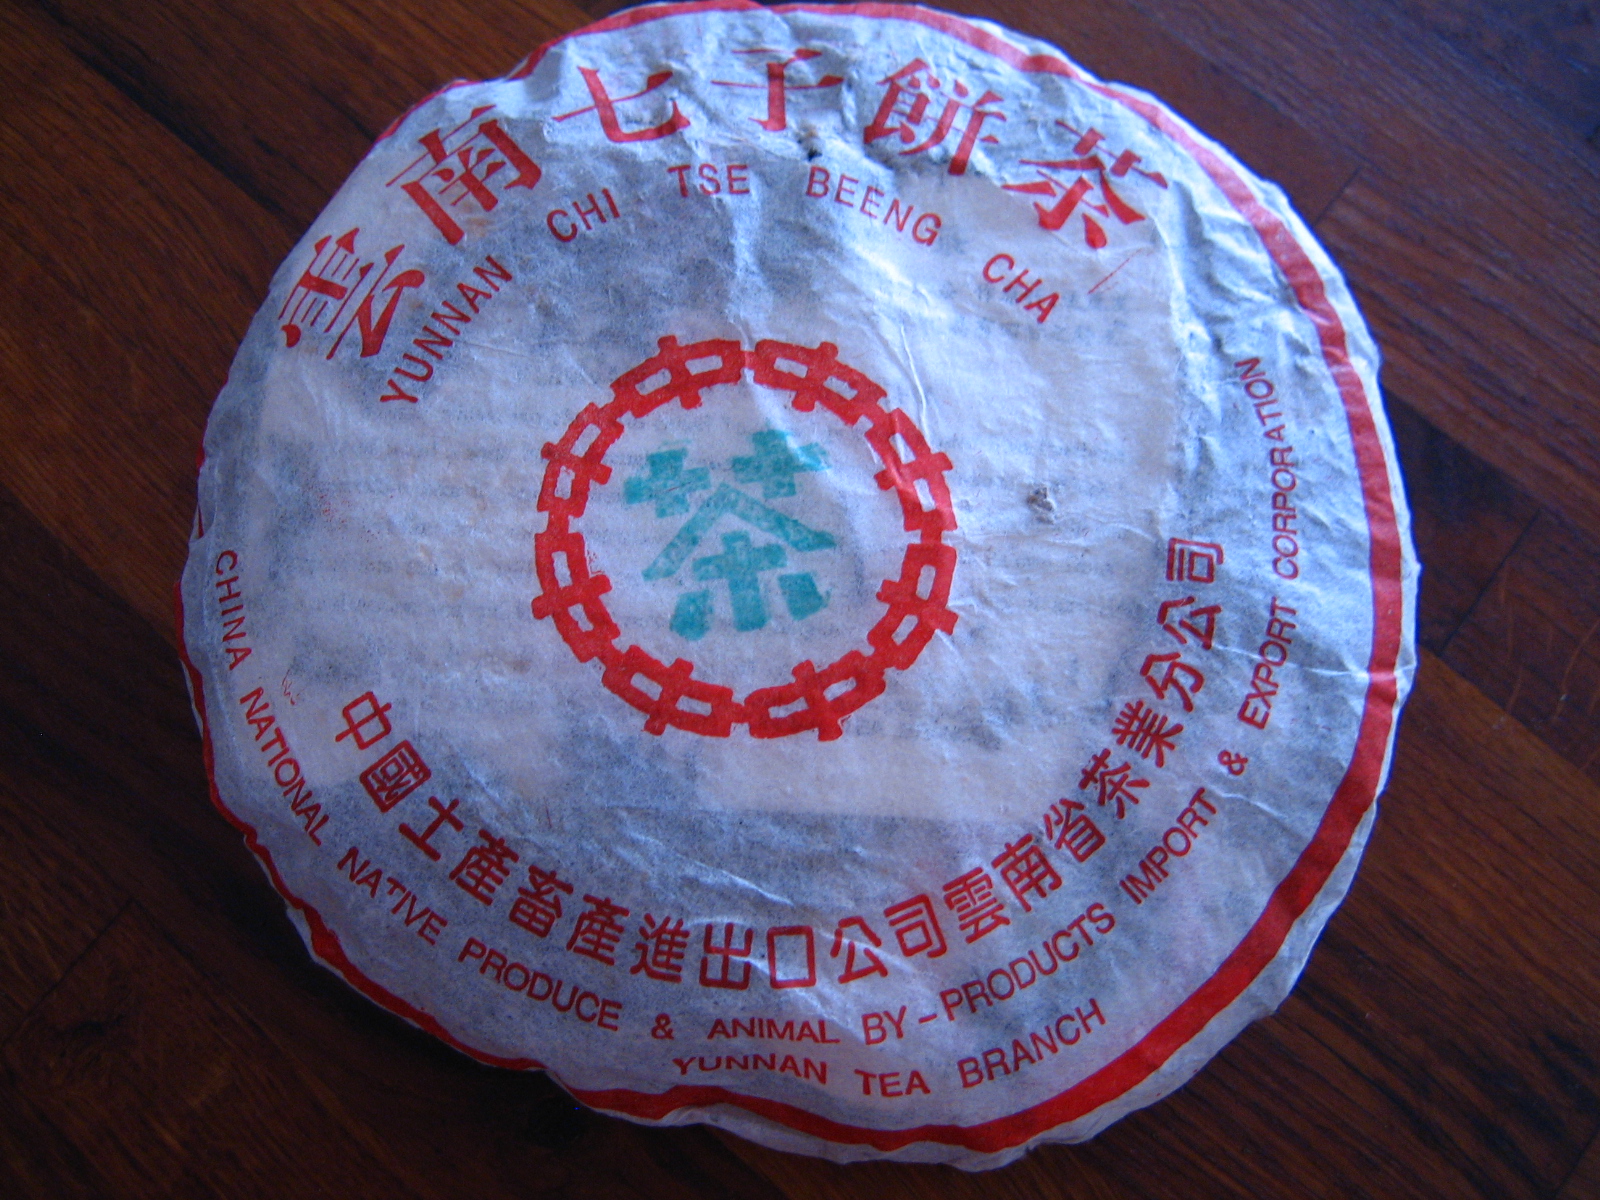 雲南七子餅茶
YUNNAN CHI TSE BEENG CHA
茶
中國土產畜產進出口公司雲南省茶業分公司
CHINA NATIONAL NATIVE PRODUCE & ANIMAL BY-PRODUCTS IMPORT & EXPORT CORPORATION
YUNNAN TEA BRANCH